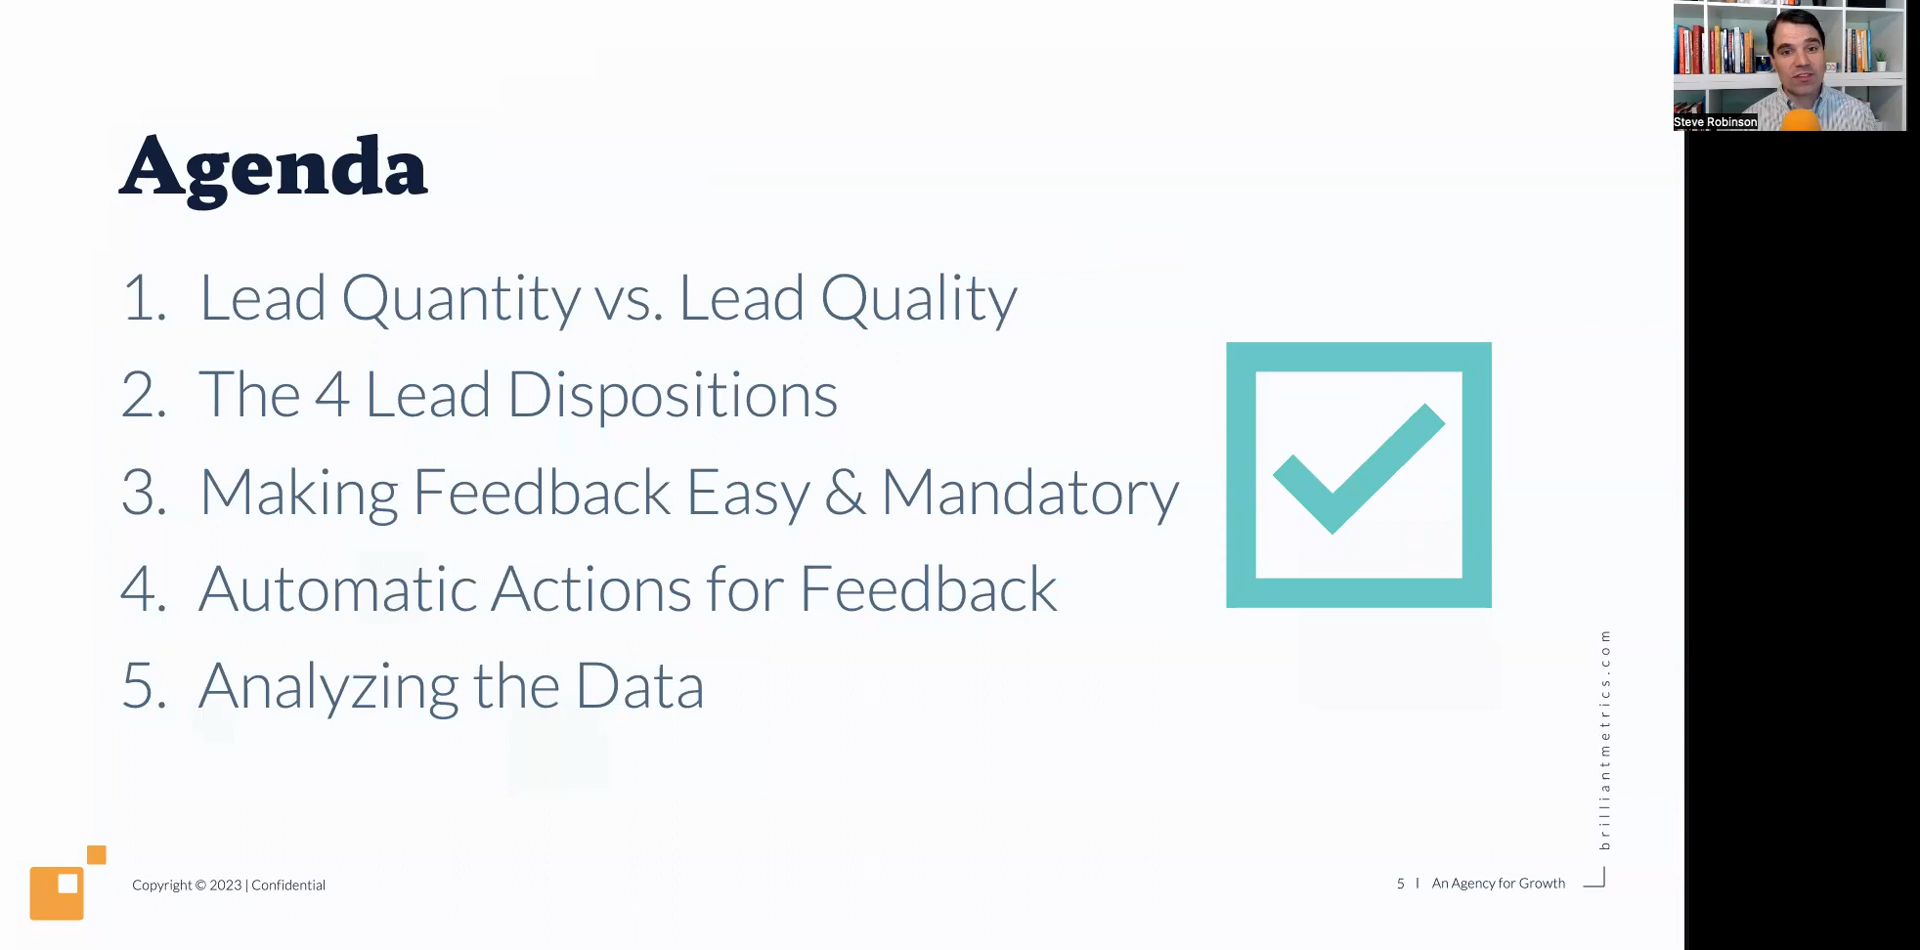 Steve Robinson
Agenda
1. Lead Quantity vs. Lead Quality
2. The 4 Lead Dispositions
3. Making Feedback Easy & Mandatory
4. Automatic Actions for Feedback
5. Analyzing the Data
brilliantmetrics.com
Copyright © 2023 | Confidential
5 | An Agency for Growth